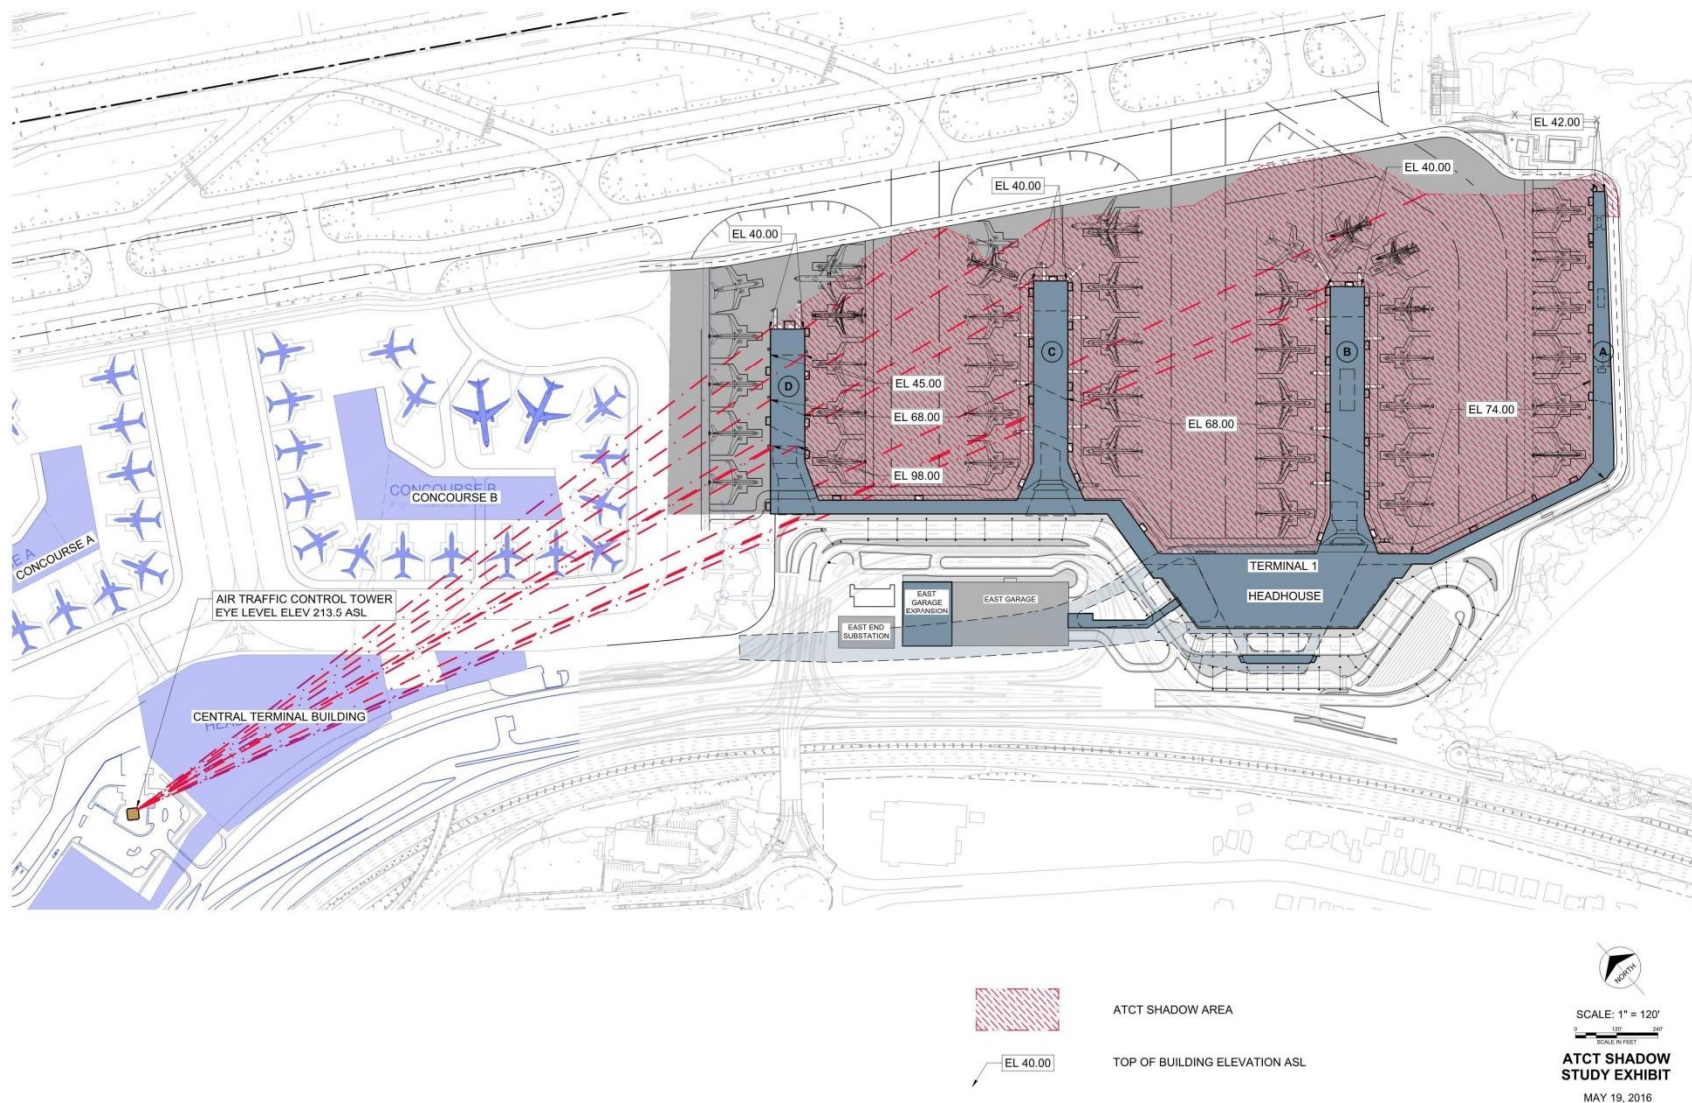 EL 42.00
EL 40.00
EL 40.00
EL 40.00
A
B
C
D
EL 45.00
EL 68.00
EL 68.00
EL 74.00
EL 98.00
CONCOURSE B
CONCOURSE B
CONCOURSE A
E A
AIR TRAFFIC CONTROL TOWER
EYE LEVEL ELEV 213.5 ASL
TERMINAL 1
HEADHOUSE
EAST
GARAGE
EXPANSION
EAST GARAGE
EAST END
SUBSTATION
CENTRAL TERMINAL BUILDING
ATCT SHADOW AREA
EL 40.00
TOP OF BUILDING ELEVATION ASL
NORTH
SCALE: 1" = 120'
0 120' 240'
SCALE IN FEET
ATCT SHADOW
STUDY EXHIBIT
MAY 19, 2016